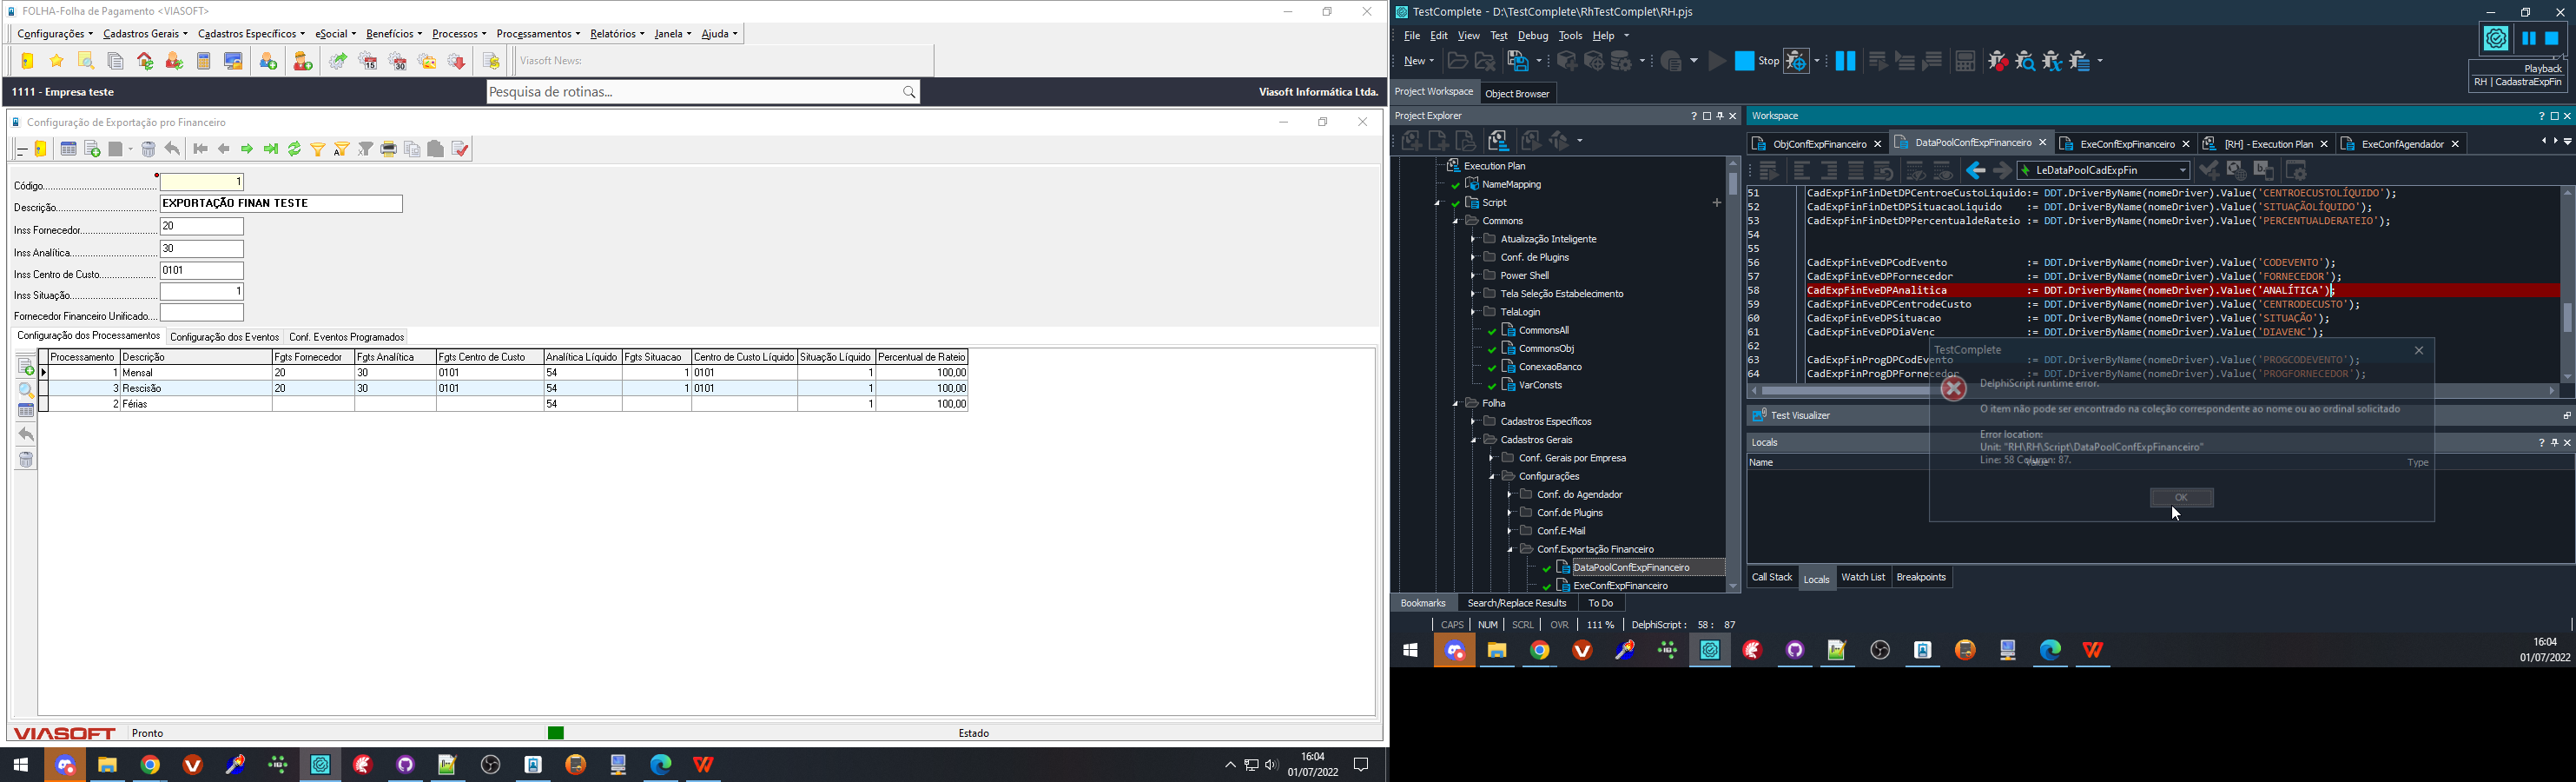 FOLHA-Folha de Pagamento <VIASOFT>
Configurações Cadastros Gerais Cadastros Específicos eSocial Benefícios Processos Processamentos Relatórios Janela Ajuda
Viasoft News:
1111 - Empresa teste
Pesquisa de rotinas...
Viasoft Informática Ltda.
Configuração de Exportação pro Financeiro
Código 1
Descrição EXPORTAÇÃO FINAN TESTE
Inss Fornecedor 20
Inss Analítica 30
Inss Centro de Custo 0101
Inss Situação 1
Fornecedor Financeiro Unificado
Configuração dos Processamentos Configuração dos Eventos Conf. Eventos Programados
Processamento Descrição Fgts Fornecedor Fgts Analítica Fgts Centro de Custo Analítica Líquido Fgts Situacao Centro de Custo Líquido Situação Líquido Percentual de Rateio
1 Mensal 20 30 0101 54 1 0101 1 100,00
3 Rescisão 20 30 0101 54 1 0101 1 100,00
2 Férias 54 1 100,00
VIASOFT Pronto Estado
16:04
01/07/2022
TestComplete - D:\TestComplete\RhTestComplet\RH.pjs
File Edit View Test Debug Tools Help
New Stop
Playback
RH | CadastraExpFin
Project Workspace Object Browser
Project Explorer
Execution Plan
NameMapping
Script
Commons
Atualização Inteligente
Conf. de Plugins
Power Shell
Tela Seleção Estabelecimento
TelaLogin
CommonsAll
CommonsObj
ConexaoBanco
VarConsts
Folha
Cadastros Específicos
Cadastros Gerais
Conf. Gerais por Empresa
Configurações
Conf. do Agendador
Conf.de Plugins
Conf.E-Mail
Conf.Exportação Financeiro
DataPoolConfExpFinanceiro
ExeConfExpFinanceiro
Bookmarks Search/Replace Results To Do
Workspace
ObjConfExpFinanceiro DataPoolConfExpFinanceiro ExeConfExpFinanceiro [RH] - Execution Plan ExeConfAgendador
LeDataPoolCadExpFin
51 CadExpFinFinDetDPCentroeCustoLiquido:= DDT.DriverByName(nomeDriver).Value('CENTROECUSTOLÍQUIDO');
52 CadExpFinFinDetDPSituacaoLiquido := DDT.DriverByName(nomeDriver).Value('SITUAÇÃOLÍQUIDO');
53 CadExpFinFinDetDPPercentualdeRateio := DDT.DriverByName(nomeDriver).Value('PERCENTUALDERATEIO');
54
55
56 CadExpFinEveDPCodEvento := DDT.DriverByName(nomeDriver).Value('CODEVENTO');
57 CadExpFinEveDPFornecedor := DDT.DriverByName(nomeDriver).Value('FORNECEDOR');
58 CadExpFinEveDPAnalitica := DDT.DriverByName(nomeDriver).Value('ANALÍTICA');
59 CadExpFinEveDPCentrodeCusto := DDT.DriverByName(nomeDriver).Value('CENTRODECUSTO');
60 CadExpFinEveDPSituacao := DDT.DriverByName(nomeDriver).Value('SITUAÇÃO');
61 CadExpFinEveDPDiaVenc := DDT.DriverByName(nomeDriver).Value('DIAVENC');
62
63 CadExpFinProgDPCodEvento := DDT.DriverByName(nomeDriver).Value('PROGCODEVENTO');
64 CadExpFinProgDPFornecedor := DDT.DriverByName(nomeDriver).Value('PROGFORNECEDOR');
TestComplete
DelphiScript runtime error.
O item não pode ser encontrado na coleção correspondente ao nome ou ao ordinal solicitado
Error location:
Unit: "RH\RH\Script\DataPoolConfExpFinanceiro"
Line: 58 Column: 87.
OK
Test Visualizer
Locals
Name Value Type
Call Stack Locals Watch List Breakpoints
CAPS NUM SCRL OVR 111 % DelphiScript : 58 : 87
16:04
01/07/2022